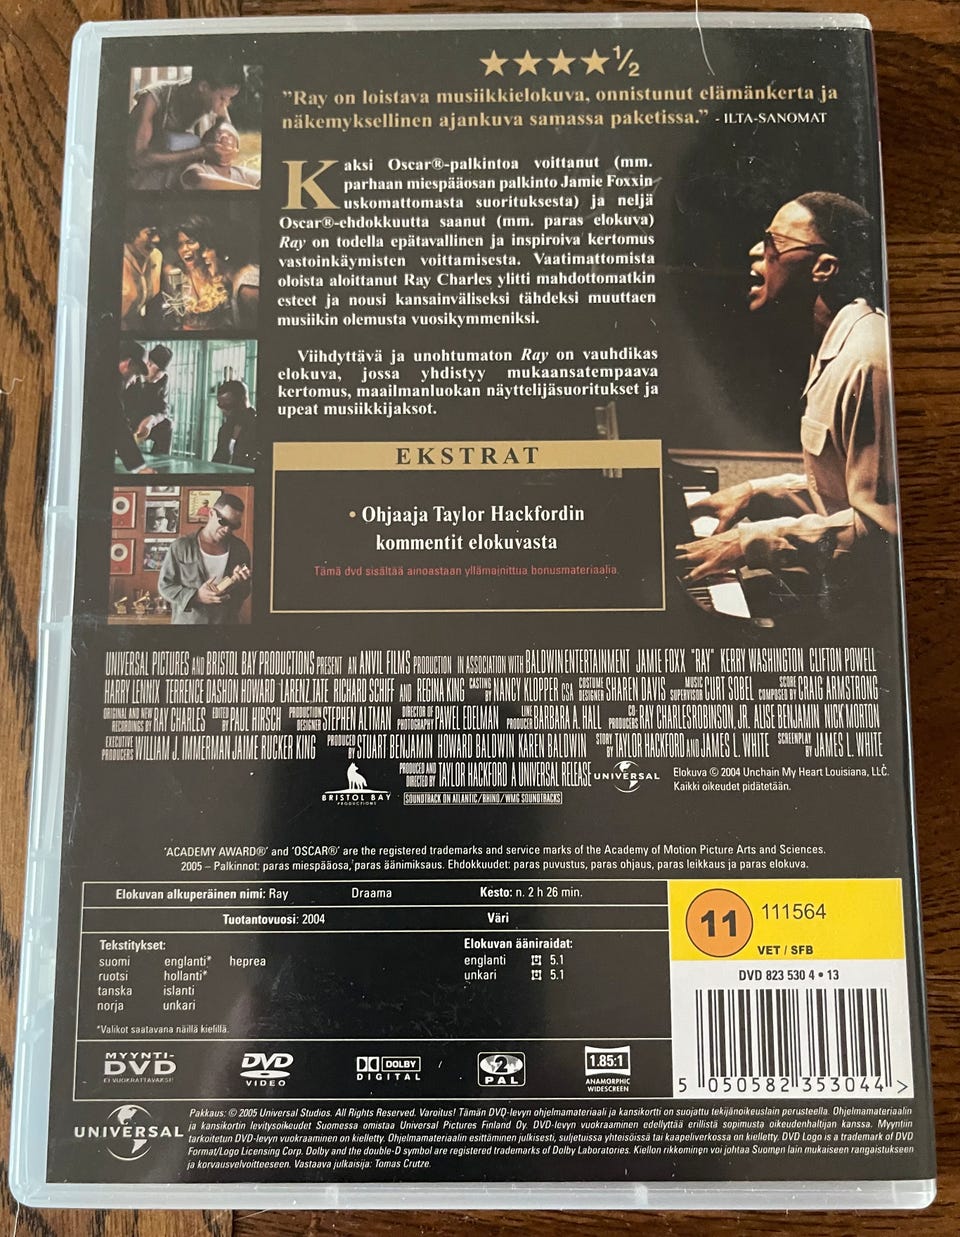 ★★★★½
"Ray on loistava musiikkielokuva, onnistunut elämänkerta ja
näkemyksellinen ajankuva samassa paketissa." - ILTA-SANOMAT
Kaksi Oscar®-palkintoa voittanut (mm.
parhaan miespääosan palkinto Jamie Foxxin
uskomattomasta suorituksesta) ja neljä
Oscar®-ehdokkuutta saanut (mm. paras elokuva)
Ray on todella epätavallinen ja inspiroiva kertomus
vastoinkäymisten voittamisesta. Vaatimattomista
oloista aloittanut Ray Charles ylitti mahdottomatkin
esteet ja nousi kansainväliseksi tähdeksi muuttaen
musiikin olemusta vuosikymmeniksi.
Viihdyttävä ja unohtumaton Ray on vauhdikas
elokuva, jossa yhdistyy mukaansatempaava
kertomus, maailmanluokan näyttelijäsuoritukset ja
upeat musiikkijaksot.
EKSTRAT
• Ohjaaja Taylor Hackfordin
kommentit elokuvasta
Tämä dvd sisältää ainoastaan yllämainittua bonusmateriaalia.
UNIVERSAL PICTURES AND BRISTOL BAY PRODUCTIONS PRESENT AN ANVIL FILMS PRODUCTION IN ASSOCIATION WITH BALDWIN ENTERTAINMENT JAMIE FOXX "RAY" KERRY WASHINGTON CLIFTON POWELL
HARRY LENNIX TERRENCE DASHON HOWARD LARENZ TATE RICHARD SCHIFF AND REGINA KING CASTING BY NANCY KLOPPER CSA COSTUME DESIGNER SHAREN DAVIS MUSIC SUPERVISOR CURT SOBEL SCORE COMPOSED BY CRAIG ARMSTRONG
ORIGINAL AND NEW RECORDINGS BY RAY CHARLES EDITED BY PAUL HIRSCH PRODUCTION DESIGNER STEPHEN ALTMAN DIRECTOR OF PHOTOGRAPHY PAWEL EDELMAN LINE PRODUCER BARBARA A. HALL CO-PRODUCERS RAY CHARLES ROBINSON, JR. ALISE BENJAMIN NICK MORTON
EXECUTIVE PRODUCERS WILLIAM J. IMMERMAN JAIME RUCKER KING PRODUCED BY STUART BENJAMIN HOWARD BALDWIN KAREN BALDWIN STORY BY TAYLOR HACKFORD AND JAMES L. WHITE SCREENPLAY BY JAMES L. WHITE
BRISTOL BAY PRODUCTIONS PRODUCED AND DIRECTED BY TAYLOR HACKFORD A UNIVERSAL RELEASE UNIVERSAL Elokuva © 2004 Unchain My Heart Louisiana, LLC.
SOUNDTRACK ON ATLANTIC/RHINO/WMG SOUNDTRACKS Kaikki oikeudet pidätetään.
'ACADEMY AWARD®' and 'OSCAR®' are the registered trademarks and service marks of the Academy of Motion Picture Arts and Sciences.
2005 – Palkinnot: paras miespääosa, paras äänimiksaus. Ehdokkuudet: paras puvustus, paras ohjaus, paras leikkaus ja paras elokuva.
Elokuvan alkuperäinen nimi: Ray Draama Kesto: n. 2 h 26 min.
Tuotantovuosi: 2004 Väri
Tekstitykset:
suomi englanti* heprea
ruotsi hollanti*
tanska islanti
norja unkari
*Valikot saatavana näillä kielillä.
Elokuvan ääniraidat:
englanti 5.1
unkari 5.1
11 111564
VET / SFB
DVD 823 530 4 • 13
5 050582 353044 >
MYYNTI-DVD EI VUOKRATTAVAKSI!
DVD VIDEO
DOLBY DIGITAL
2 PAL
1.85:1 ANAMORPHIC WIDESCREEN
UNIVERSAL
Pakkaus: © 2005 Universal Studios. All Rights Reserved. Varoitus! Tämän DVD-levyn ohjelmamateriaali ja kansikortti on suojattu tekijänoikeuslain perusteella. Ohjelmamateriaalin
ja kansikortin levitysoikeudet Suomessa omistaa Universal Pictures Finland Oy. DVD-levyn vuokraaminen edellyttää erillistä sopimusta oikeudenhaltijan kanssa. Myyntiin
tarkoitetun DVD-levyn vuokraaminen on kielletty. Ohjelmamateriaalin esittäminen julkisesti, suljetuissa yhteisöissä tai kaapeliverkossa on kielletty. DVD Logo is a trademark of DVD
Format/Logo Licensing Corp. Dolby and the double-D symbol are registered trademarks of Dolby Laboratories. Kiellon rikkominen voi johtaa Suomen lain mukaiseen rangaistukseen
ja korvausvelvoitteeseen. Vastaava julkaisija: Tomas Crutze.